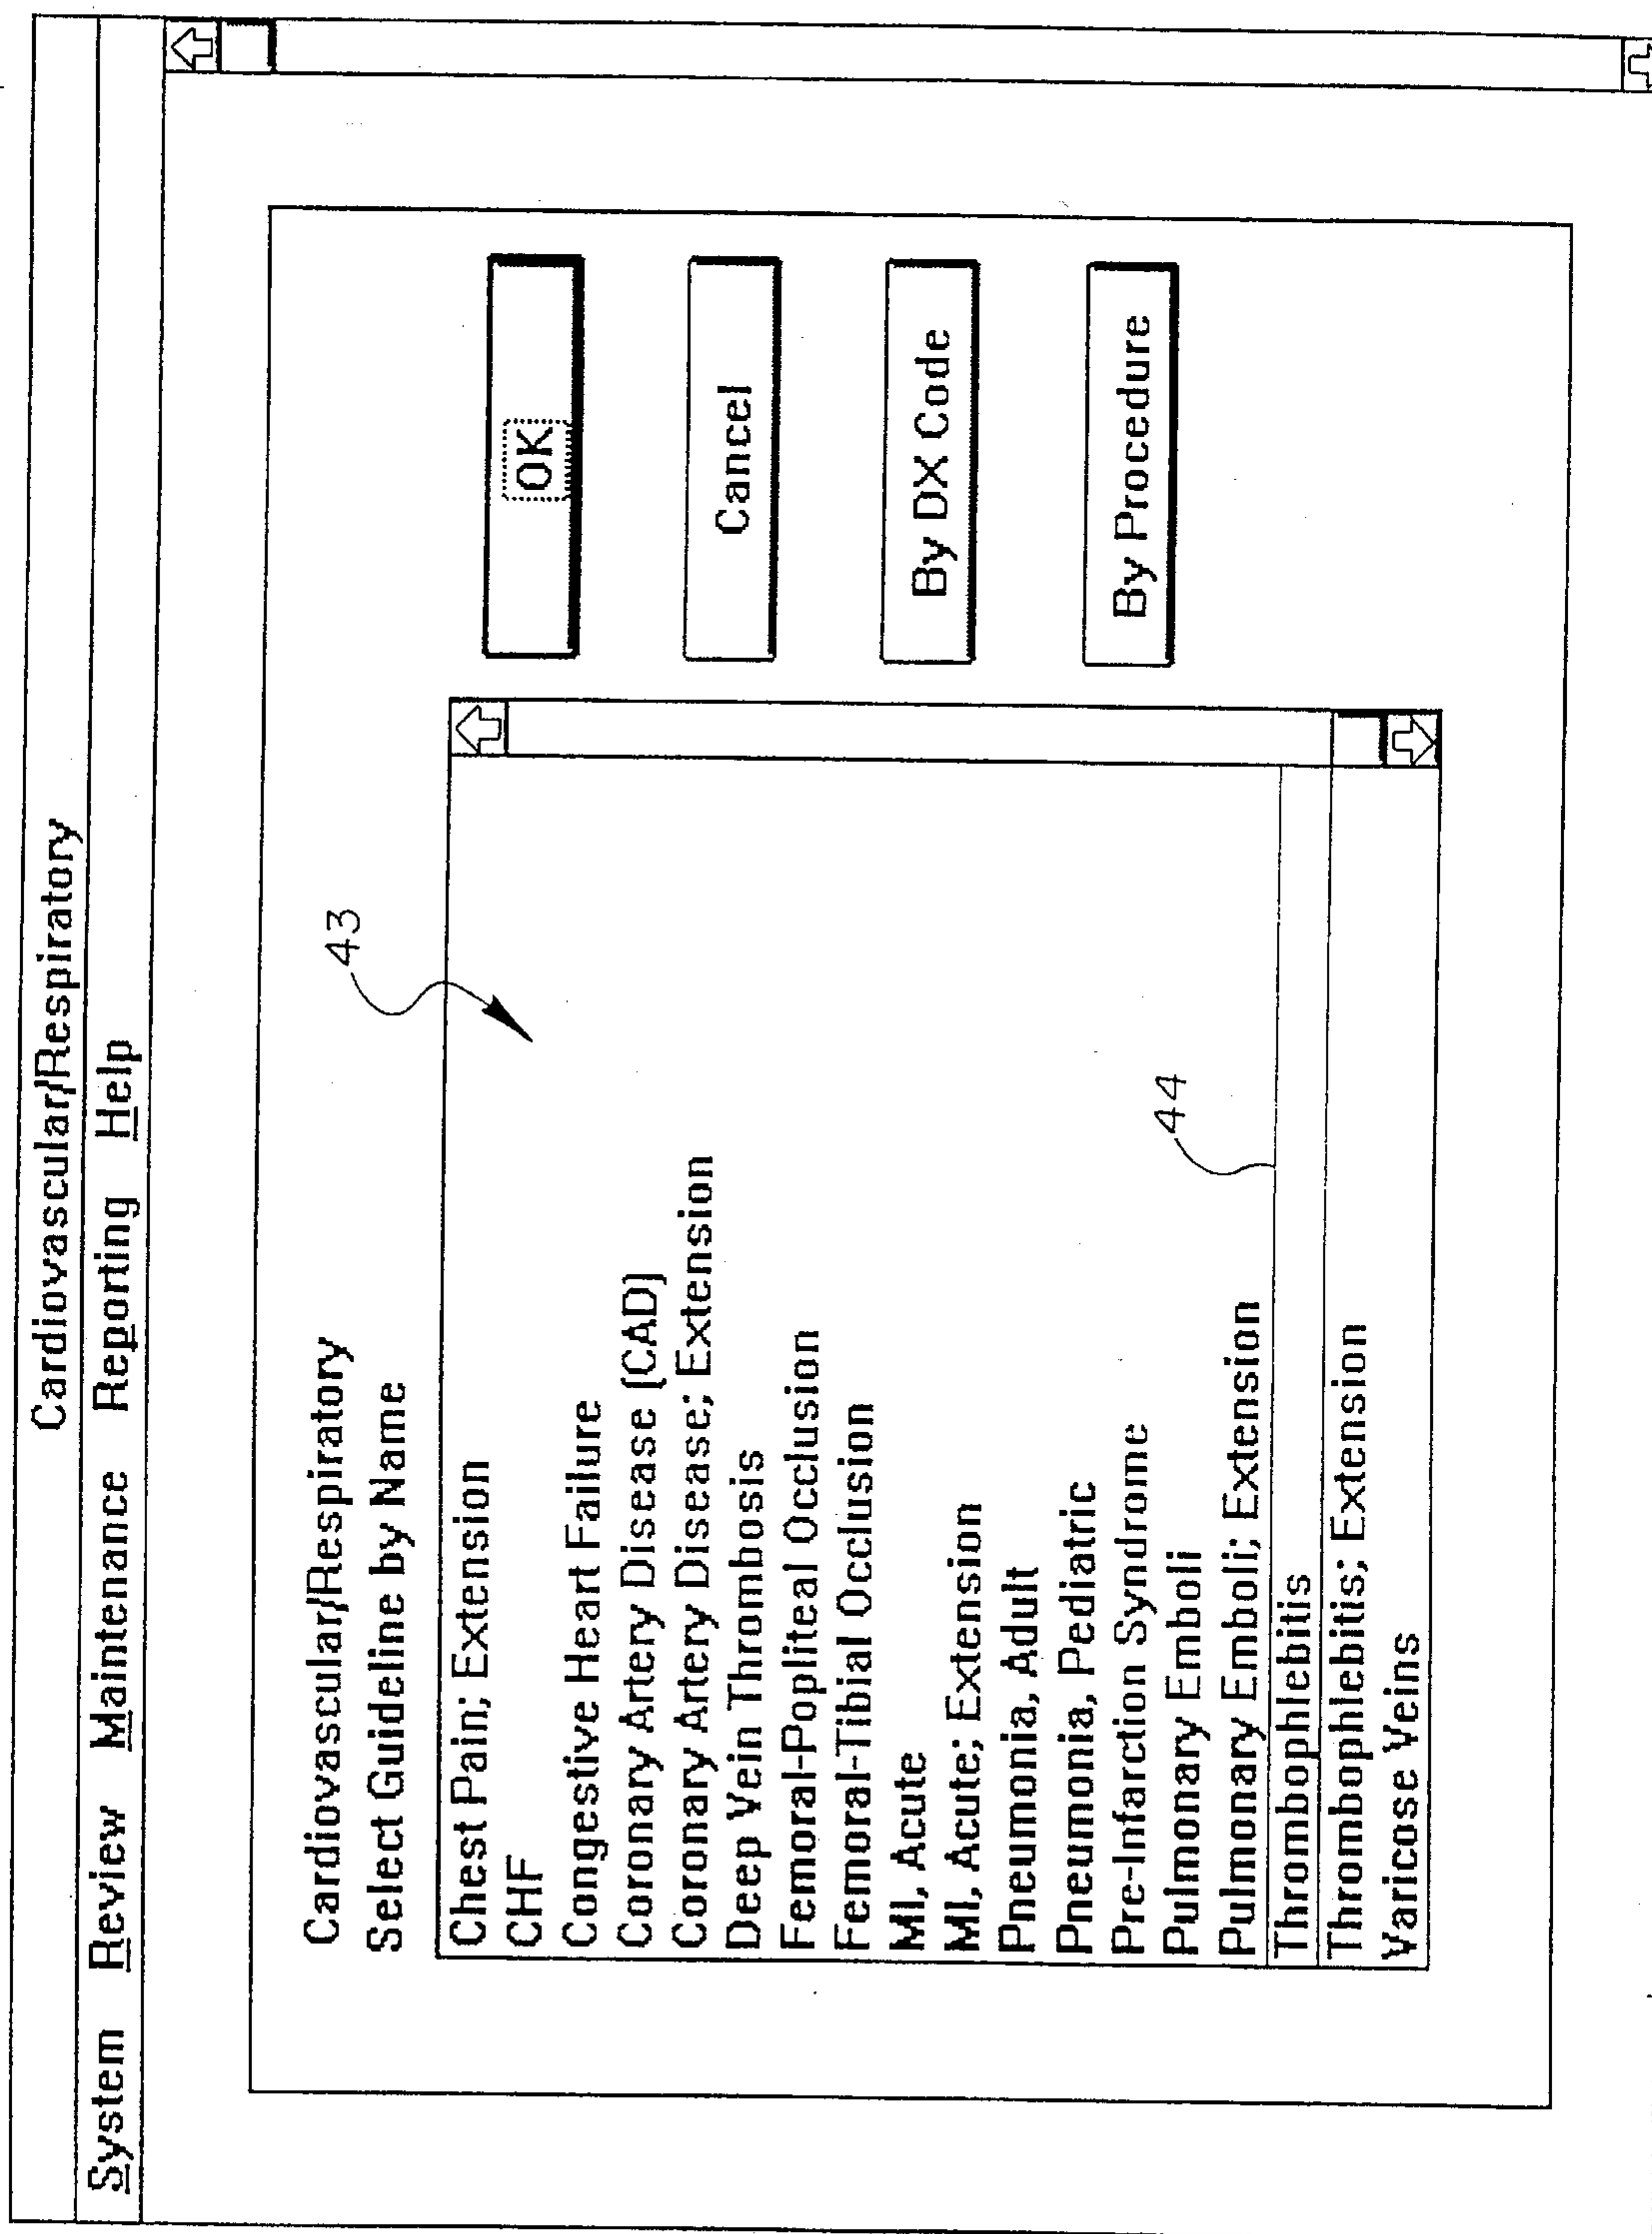 Cardiovascular/Respiratory
System Review Maintenance Reporting Help
Cardiovascular/Respiratory
Select Guideline by Name
43
Chest Pain; Extension
CHF
Congestive Heart Failure
Coronary Artery Disease (CAD)
Coronary Artery Disease; Extension
Deep Vein Thrombosis
Femoral-Popliteal Occlusion
Femoral-Tibial Occlusion
MI, Acute
MI, Acute; Extension
Pneumonia, Adult
Pneumonia, Pediatric
Pre-Infarction Syndrome
Pulmonary Emboli
Pulmonary Emboli; Extension
44
Thrombophlebitis
Thrombophlebitis; Extension
Varicose Veins
OK
Cancel
By DX Code
By Procedure